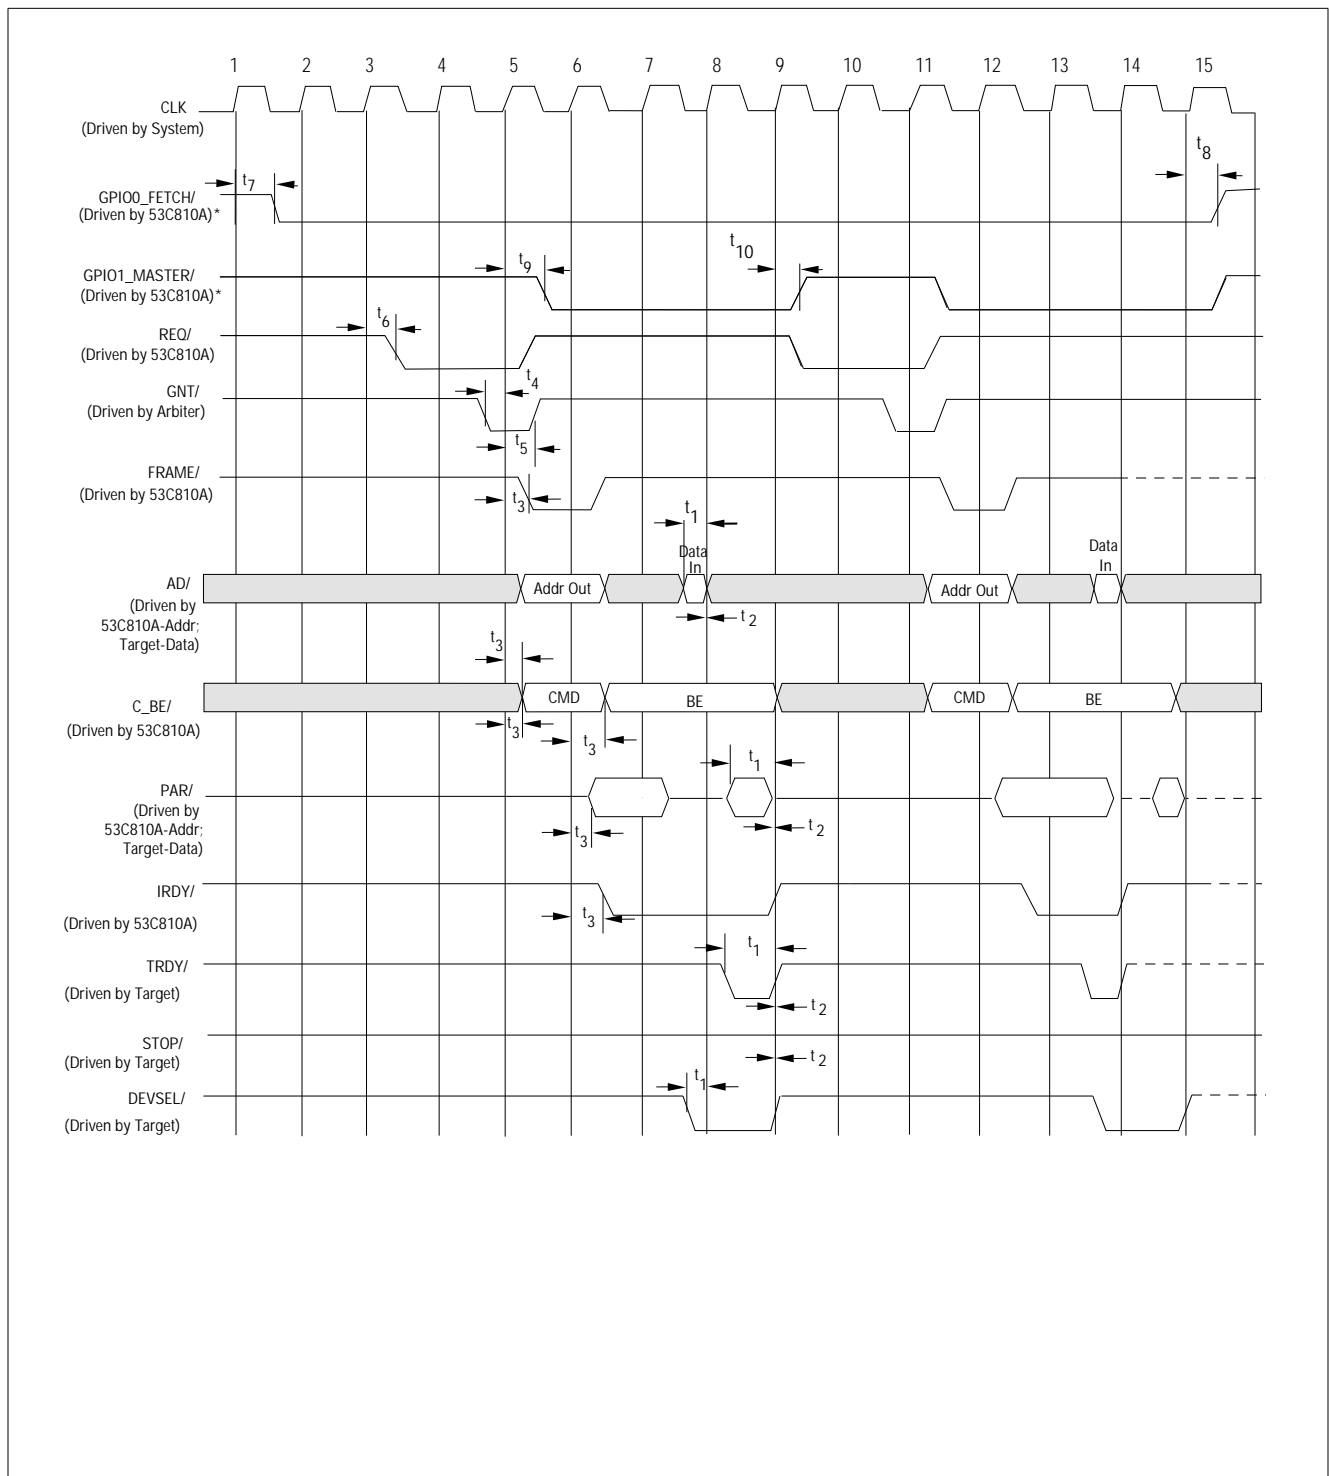 1 2 3 4 5 6 7 8 9 10 11 12 13 14 15
CLK
(Driven by System)
t8
t7
GPIO0_FETCH/
(Driven by 53C810A)*
t10
t9
GPIO1_MASTER/
(Driven by 53C810A)*
t6
REQ/
(Driven by 53C810A)
t4
GNT/
(Driven by Arbiter)
t5
FRAME/
(Driven by 53C810A)
t3
t1
Data
In
Data
In
AD/
Addr Out
Addr Out
(Driven by
53C810A-Addr;
Target-Data)
t2
t3
C_BE/
CMD
BE
CMD
BE
(Driven by 53C810A)
t3
t3
t1
PAR/
(Driven by
53C810A-Addr;
Target-Data)
t3
t2
IRDY/
(Driven by 53C810A)
t3
t1
TRDY/
(Driven by Target)
t2
STOP/
(Driven by Target)
t2
t1
DEVSEL/
(Driven by Target)